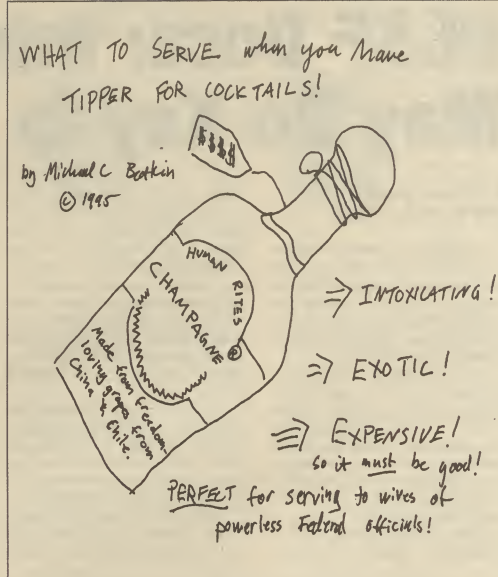 WHAT TO SERVE when you have
TIPPER FOR COCKTAILS!
by Michael C Botkin
© 1995
$$$$
HUMAN RITES
CHAMPAGNE ®
Made from freedom-
loving grapes from
China & Chile.
⇒ INTOXICATING!
⇒ EXOTIC!
⇒ EXPENSIVE!
so it must be good!
PERFECT for serving to wives of
powerless Federal officials!